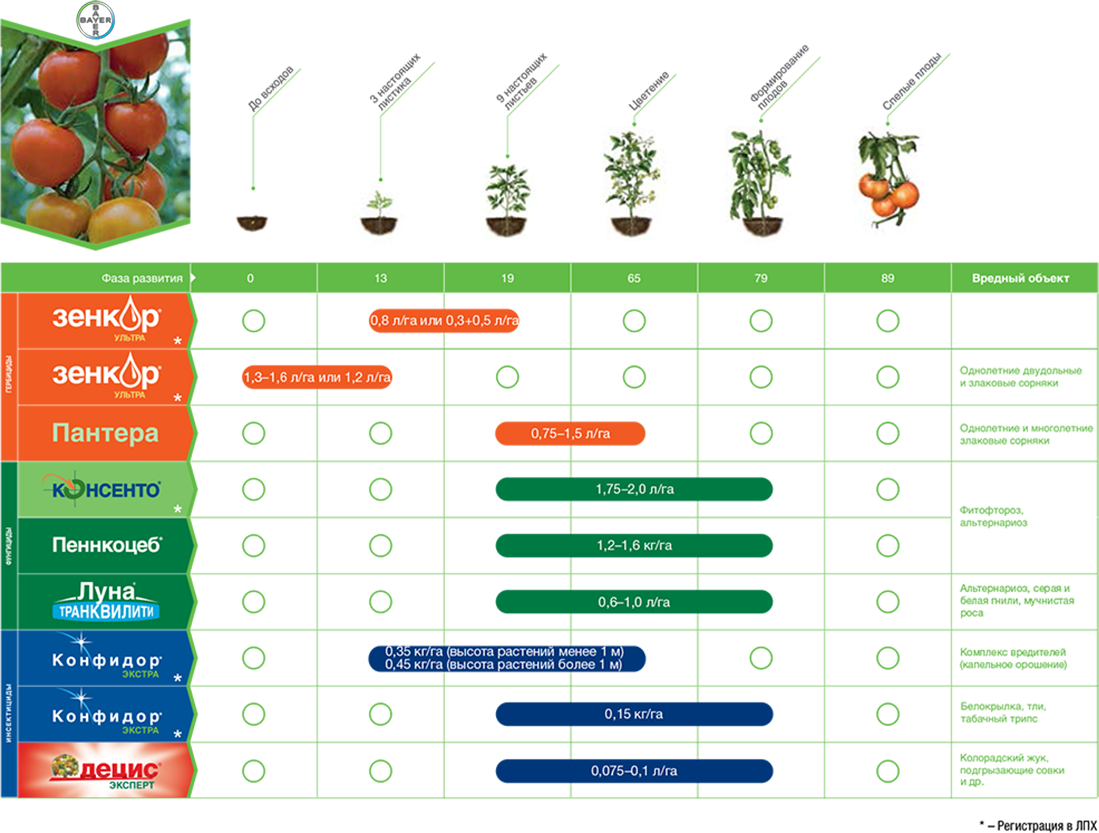 BAYER
BAYER
До всходов
3 настоящих
листика
9 настоящих
листьев
Цветение
Формирование
плодов
Спелые плоды
Фаза развития 0 13 19 65 79 89 Вредный объект
ГЕРБИЦИДЫ
зенкор®
УЛЬТРА
*
0,8 л/га или 0,3+0,5 л/га
зенкор®
УЛЬТРА
*
1,3–1,6 л/га или 1,2 л/га
Однолетние двудольные
и злаковые сорняки
Пантера
0,75–1,5 л/га
Однолетние и многолетние
злаковые сорняки
ФУНГИЦИДЫ
КОНСЕНТО®
*
1,75–2,0 л/га
Фитофтороз,
альтернариоз
Пеннкоцеб®
1,2–1,6 кг/га
Луна®
ТРАНКВИЛИТИ
0,6–1,0 л/га
Альтернариоз, серая и
белая гнили, мучнистая
роса
ИНСЕКТИЦИДЫ
Конфидор®
ЭКСТРА
*
0,35 кг/га (высота растений менее 1 м)
0,45 кг/га (высота растений более 1 м)
Комплекс вредителей
(капельное орошение)
Конфидор®
ЭКСТРА
*
0,15 кг/га
Белокрылка, тли,
табачный трипс
децис®
ЭКСПЕРТ
0,075–0,1 л/га
Колорадский жук,
подгрызающие совки
и др.
* – Регистрация в ЛПХ